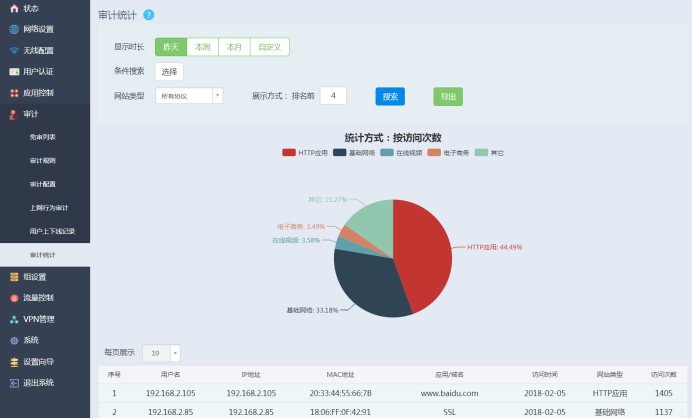 状态
网络设置
无线配置
用户认证
应用控制
审计
免审列表
审计规则
审计配置
上网行为审计
用户上下线记录
审计统计
组设置
流量控制
VPN管理
系统
设置向导
退出系统
审计统计 ?
显示时长 昨天 本周 本月 自定义
条件搜索 选择
网站类型 所有协议 展示方式： 排名前 4 搜索 导出
统计方式：按访问次数
HTTP应用 基础网络 在线视频 电子商务 其它
其它: 15.27%
电子商务: 3.49%
在线视频: 3.58%
HTTP应用: 44.49%
基础网络: 33.18%
每页展示 10
序号 用户名 IP地址 MAC地址 应用/域名 访问时间 网站类型 访问次数
1 192.168.2.105 192.168.2.105 20:33:44:55:66:7B www.baidu.com 2018-02-05 HTTP应用 1405
2 192.168.2.85 192.168.2.85 18:06:FF:0F:42:91 SSL 2018-02-05 基础网络 1137